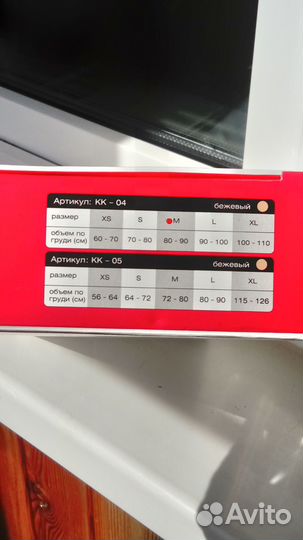 Артикул: КК – 04 бежевый
размер XS S M L XL
объем по груди (см) 60 - 70 70 - 80 80 - 90 90 - 100 100 - 110
Артикул: КК – 05 бежевый
размер XS S M L XL
объем по груди (см) 56 - 64 64 - 72 72 - 80 80 - 90 115 - 126
Avito